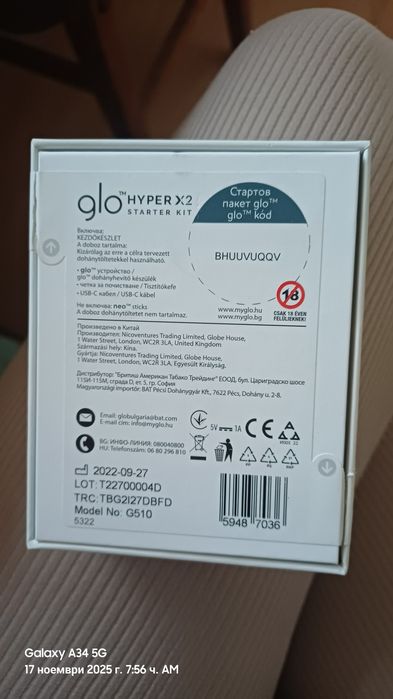 glo™ HYPER X2
STARTER KIT
Стартов
пакет glo™
glo™ kód
BHUUVUQQV
Включва:
KEZDŐKÉSZLET
A doboz tartalma:
Kizárólag az erre a célra tervezett
dohánytöltetekkel használható.
• glo™ устройство /
glo™ dohányhevítő készülék
• четка за почистване / Tisztítókefe
• USB-C кабел / USB-C kábel
Не включва neo™ sticks.
A doboz dohánytöltetet nem tartalmaz.
18
CSAK 18 ÉVEN
FELÜLIEKNEK!
www.myglo.hu
www.myglo.bg
Произведено в Китай
Производител: Nicoventures Trading Limited, Globe House,
1 Water Street, London, WC2R 3LA, United Kingdom
Származási hely: Kína.
Gyártja: Nicoventures Trading Limited, Globe House,
1 Water Street, London, WC2R 3LA, Egyesült Királyság.
Дистрибутор: "Бритиш Американ Табако Трейдинг" ЕООД, бул. Цариградско шосе
115И-115М, сграда D, ет. 5, гр. София
Magyarországi importőr: BAT Pécsi Dohánygyár Kft., 7622 Pécs, Dohány u. 2-8.
Email: globulgaria@bat.com
E-mail cím: info@myglo.hu
5V 1A
CE
BG: ИНФО ЛИНИЯ: 080040800
HU: Telefonszám: 06 80 296 810
2022-09-27
LOT: T22700004D
TRC: TBG2I27DBFD
Model No: G510
5322
5948 7036
Galaxy A34 5G
17 ноември 2025 г. 7:56 ч. AM